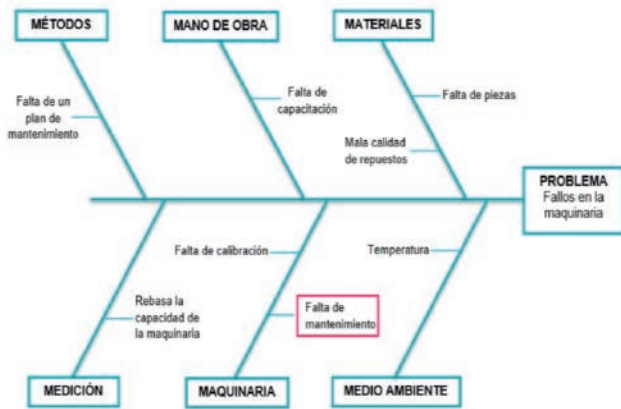 MÉTODOS
MANO DE OBRA
MATERIALES
Falta de un
plan de
mantenimiento
Falta de
capacitación
Falta de piezas
Mala calidad
de repuestos
PROBLEMA
Fallos en la
maquinaria
Falta de calibración
Temperatura
Rebasa la
capacidad de
la maquinaria
Falta de
mantenimiento
MEDICIÓN
MAQUINARIA
MEDIO AMBIENTE